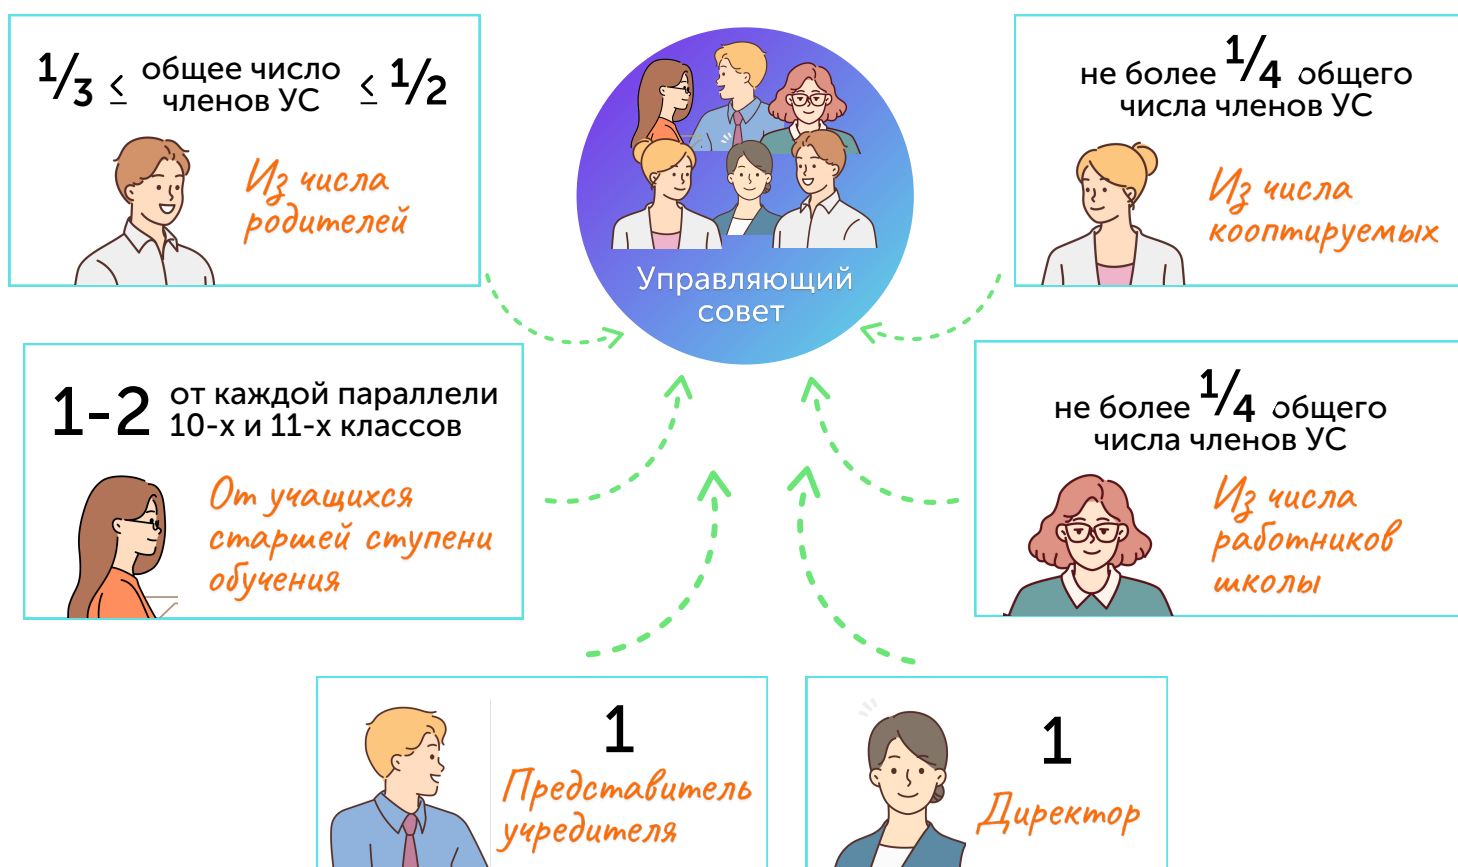 1/3 ≤ общее число ≤ 1/2
членов УС
Из числа
родителей
Управляющий
совет
не более 1/4 общего
числа членов УС
Из числа
кооптируемых
1-2 от каждой параллели
10-х и 11-х классов
От учащихся
старшей ступени
обучения
не более 1/4 общего
числа членов УС
Из числа
работников
школы
1
Представитель
учредителя
1
Директор